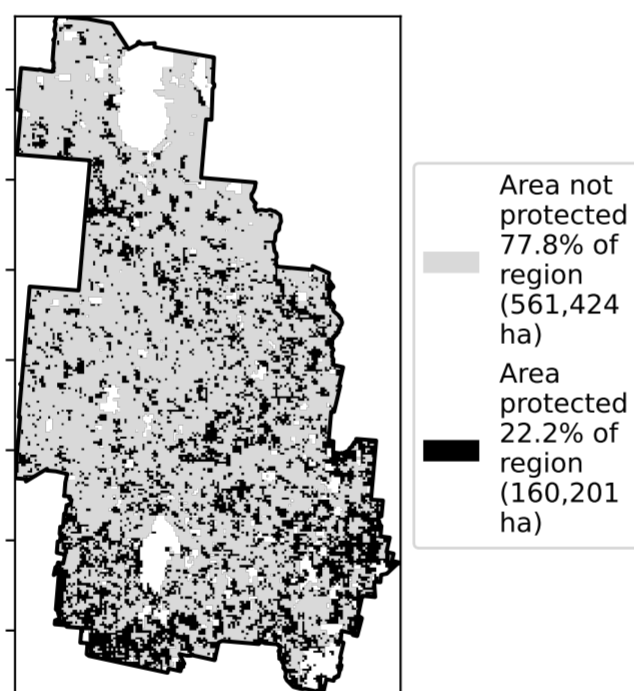 Area not
protected
77.8% of
region
(561,424
ha)
Area
protected
22.2% of
region
(160,201
ha)